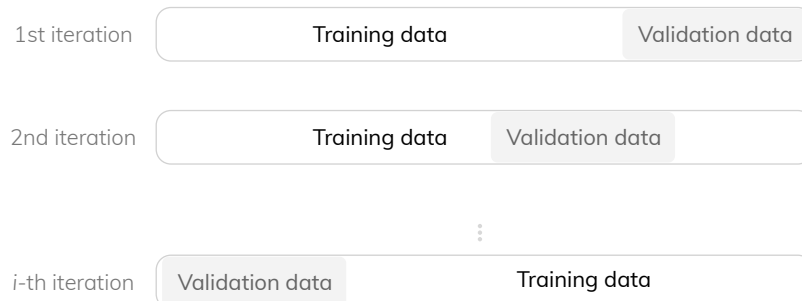 1st iteration Training data Validation data
2nd iteration Training data Validation data
i-th iteration Validation data Training data